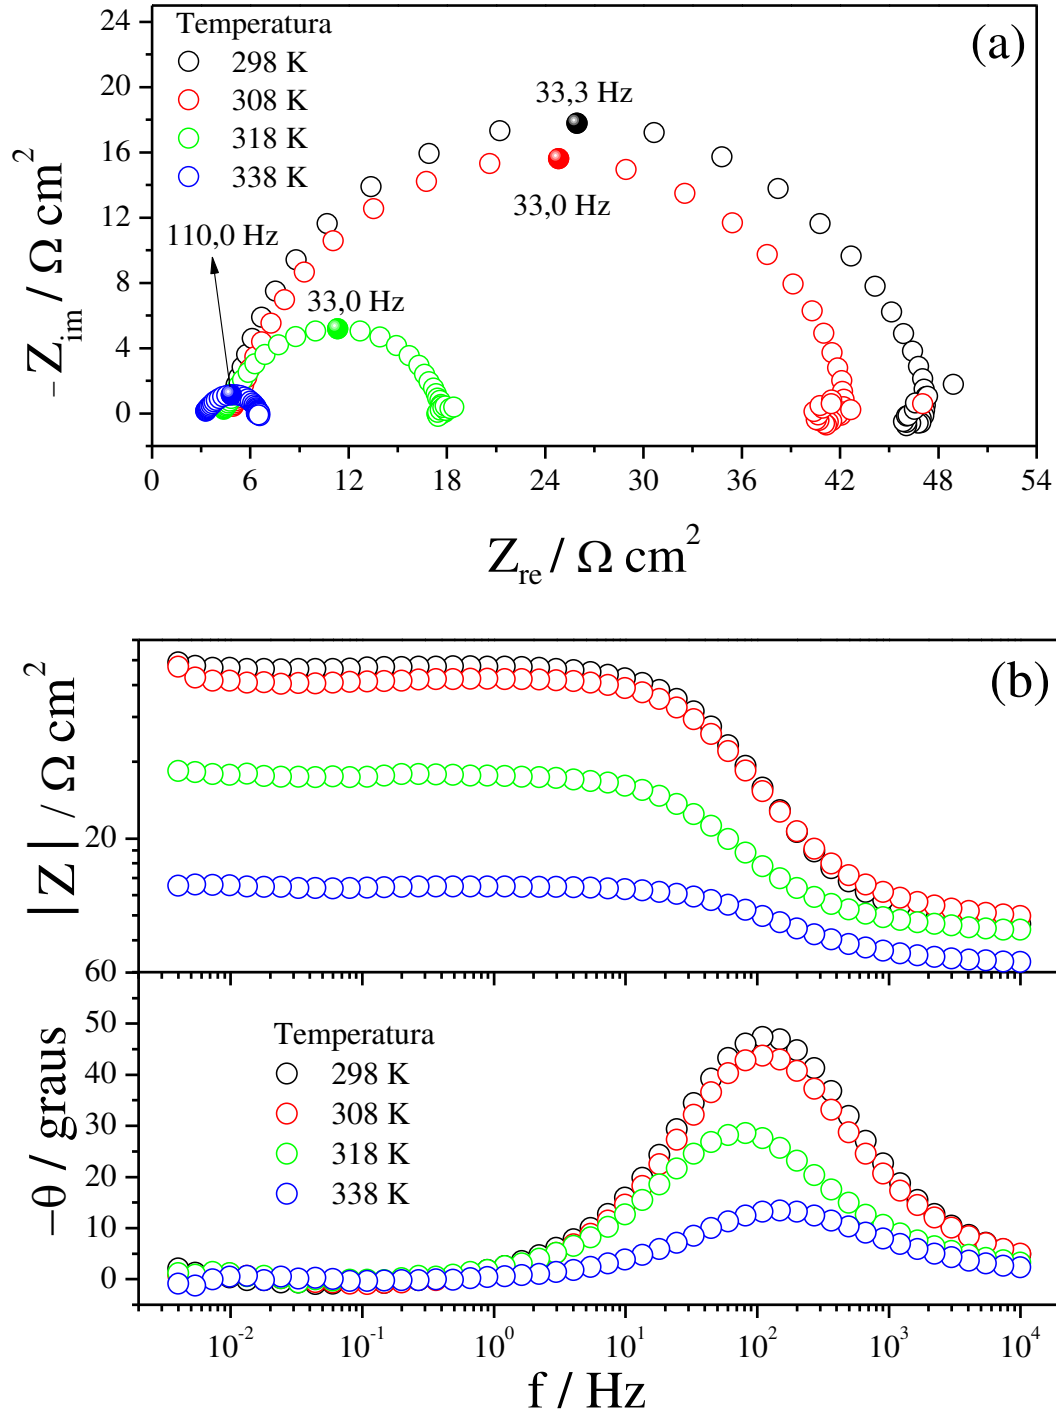 24
20
16
12
8
4
0
−Z_im / Ω cm²
Temperatura
298 K
308 K
318 K
338 K
(a)
33,3 Hz
33,0 Hz
110,0 Hz
33,0 Hz
0 6 12 18 24 30 36 42 48 54
Z_re / Ω cm²
(b)
|Z| / Ω cm²
20
60
50
40
30
20
10
0
−θ / graus
Temperatura
298 K
308 K
318 K
338 K
10⁻² 10⁻¹ 10⁰ 10¹ 10² 10³ 10⁴
f / Hz